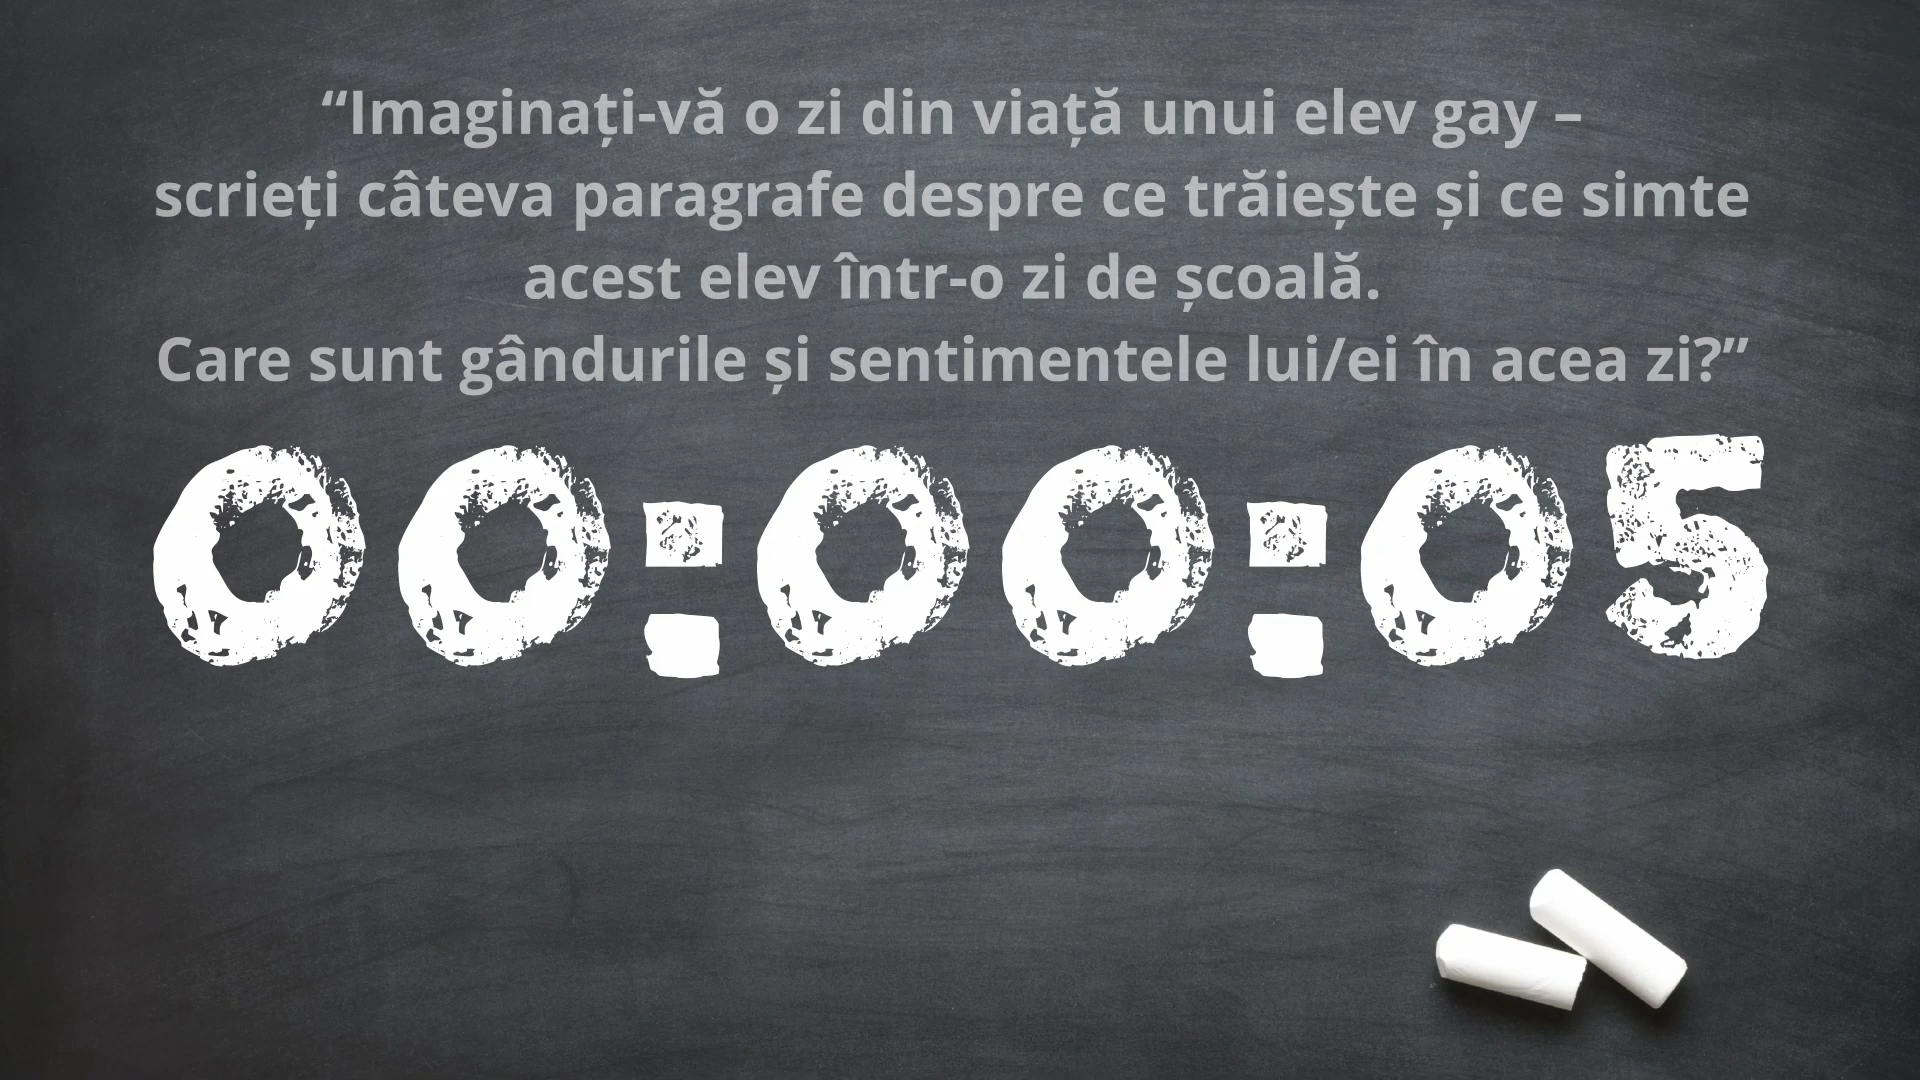 “Imaginați-vă o zi din viață unui elev gay –
scrieți câteva paragrafe despre ce trăiește și ce simte
acest elev într-o zi de școală.
Care sunt gândurile și sentimentele lui/ei în acea zi?”
00:00:05